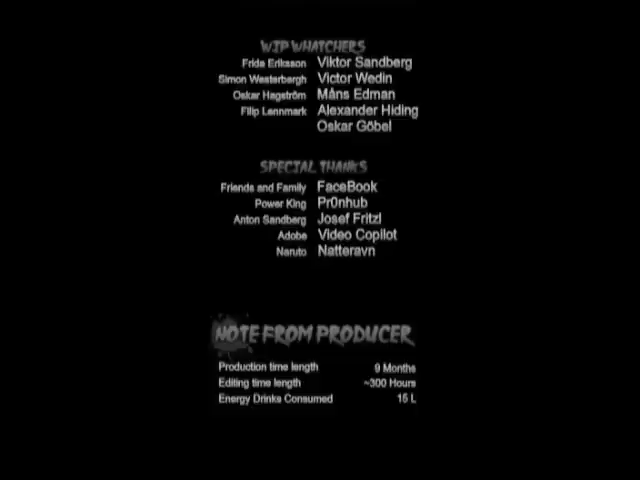 WIP WHATCHERS
Frida Eriksson Viktor Sandberg
Simon Westerbergh Victor Wedin
Oskar Hagström Måns Edman
Filip Lennmark Alexander Hiding
Oskar Göbel
SPECIAL THANKS
Friends and Family FaceBook
Power King Pr0nhub
Anton Sandberg Josef Fritzl
Adobe Video Copilot
Naruto Natteravn
NOTE FROM PRODUCER
Production time length 9 Months
Editing time length ~300 Hours
Energy Drinks Consumed 15 L